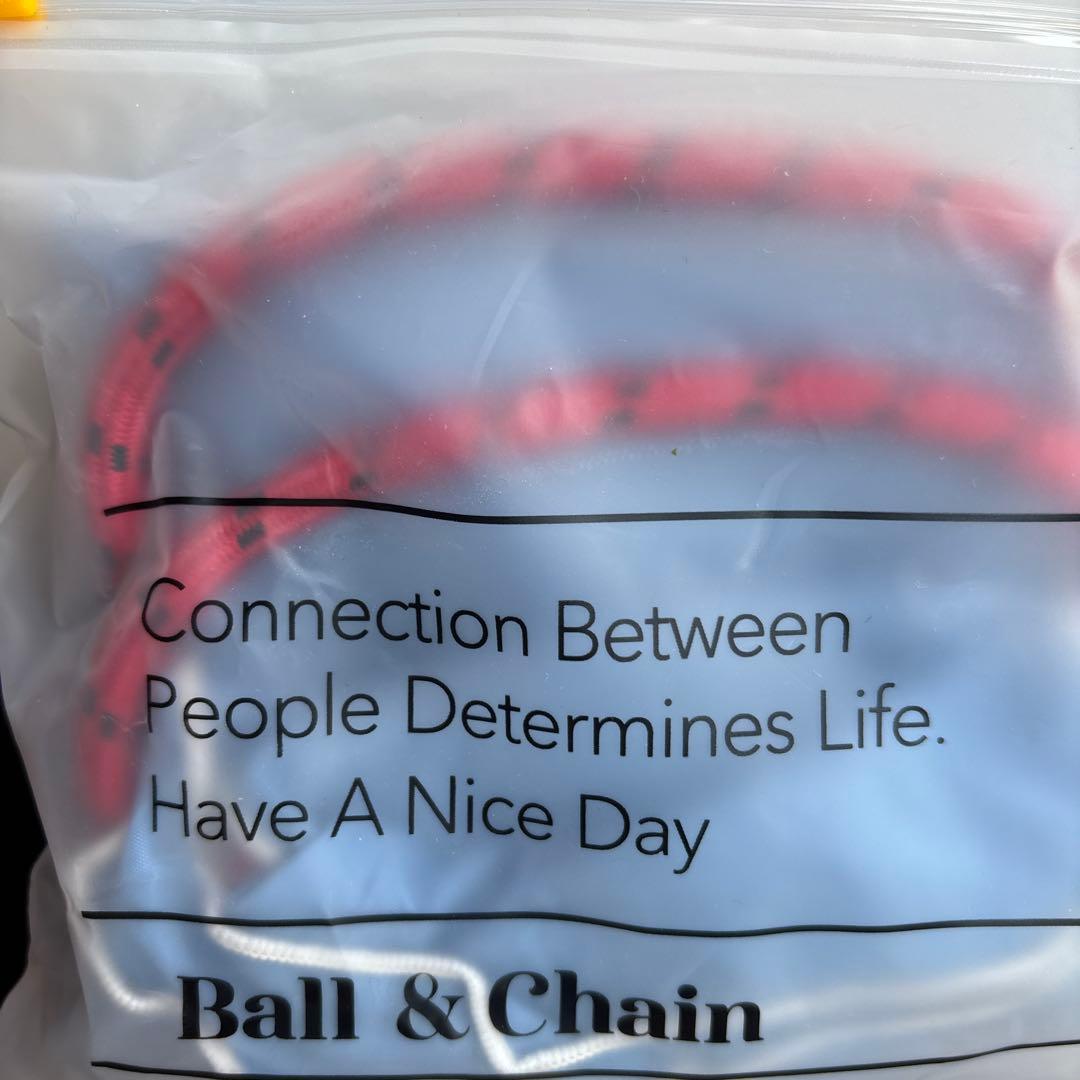 Connection Between
People Determines Life.
Have A Nice Day
Ball & Chain